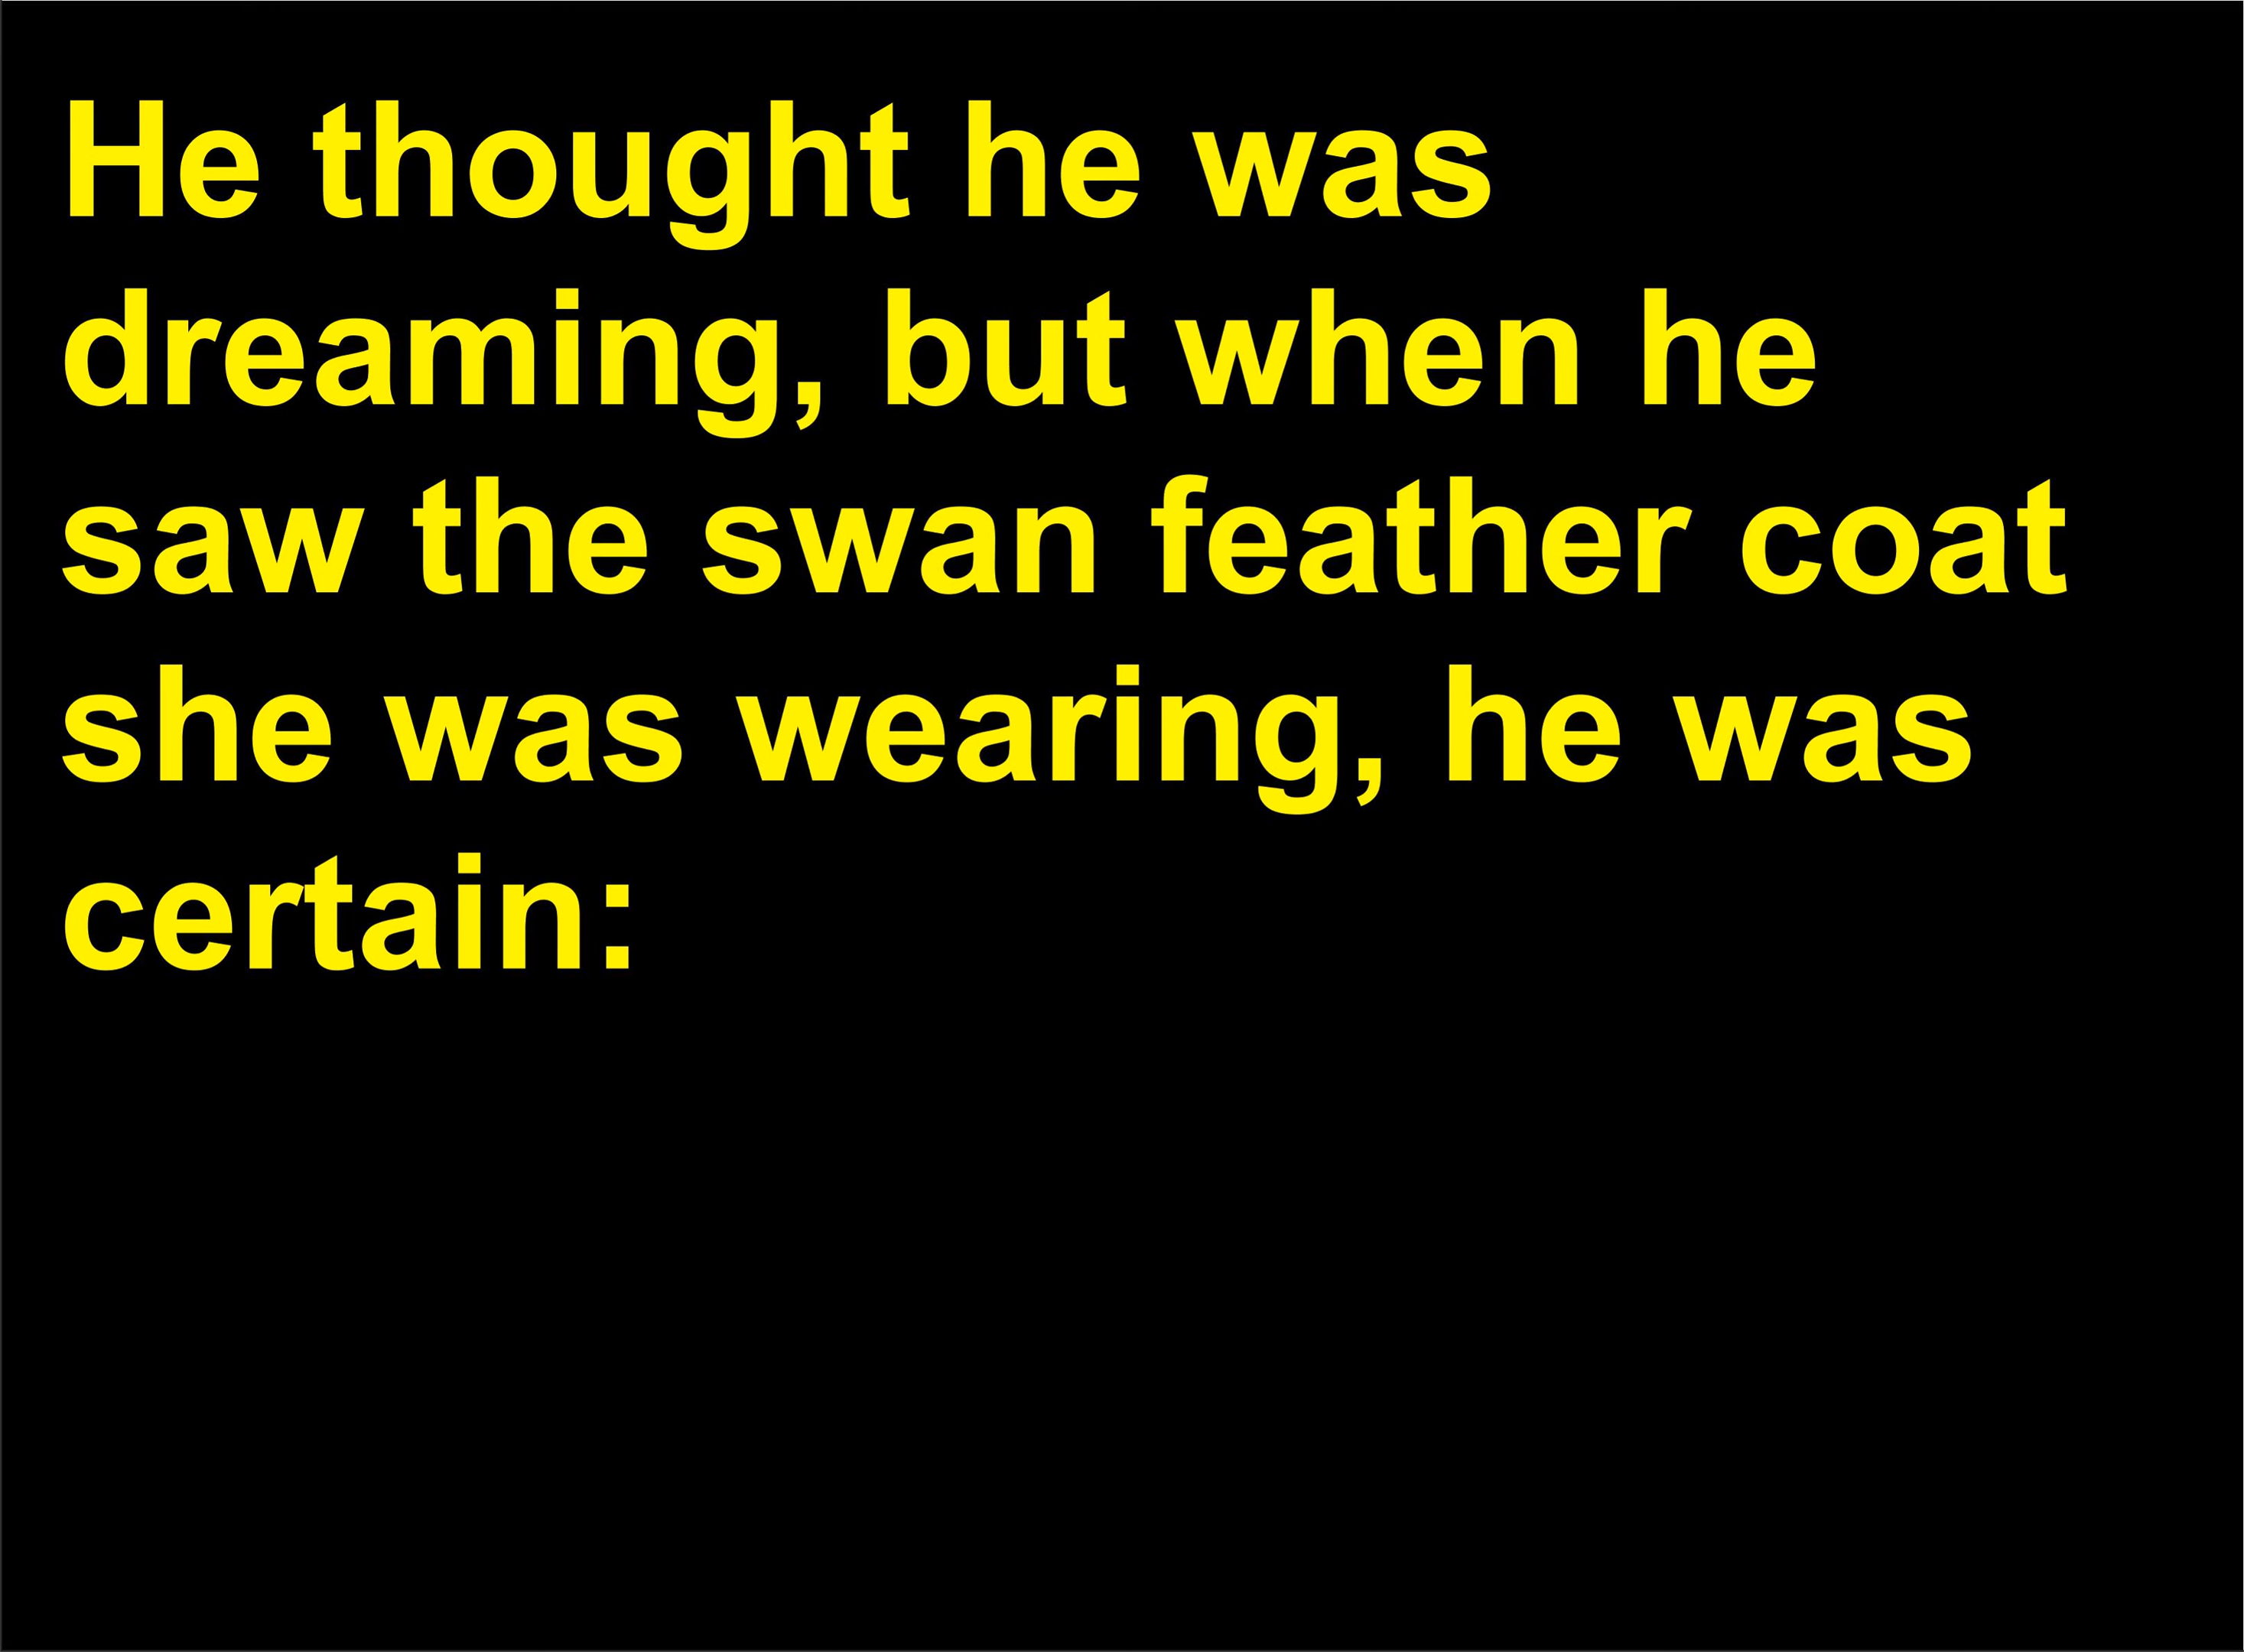 He thought he was
dreaming, but when he
saw the swan feather coat
she was wearing, he was
certain: